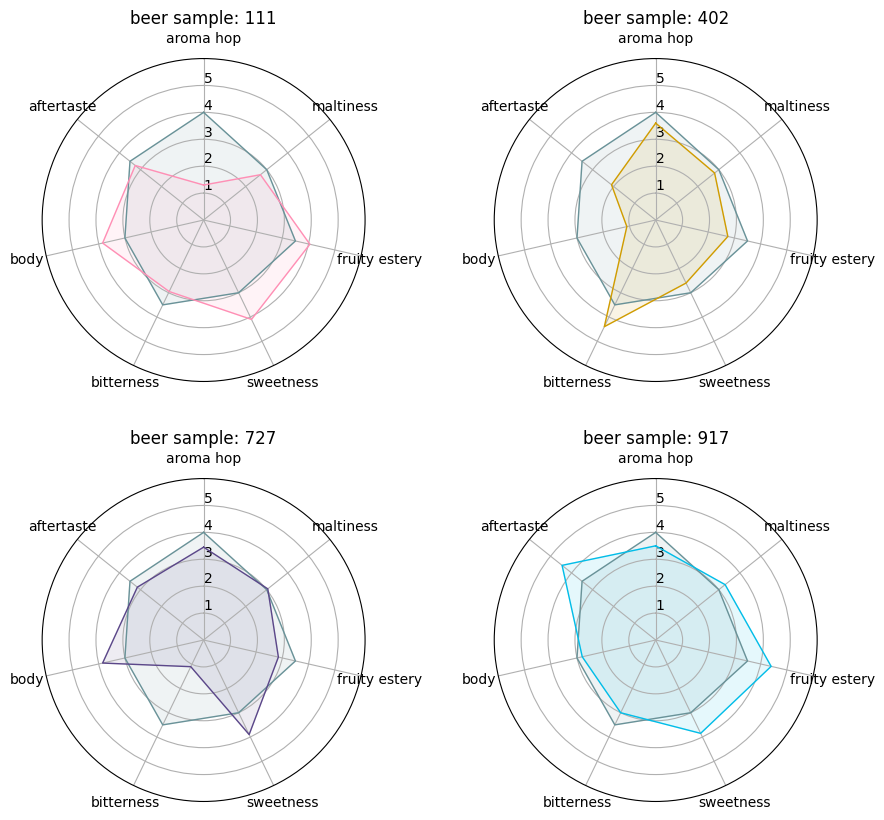 beer sample: 111
aroma hop
5
4
3
2
1
aftertaste
maltiness
body
fruity estery
bitterness
sweetness
beer sample: 402
aroma hop
5
4
3
2
1
aftertaste
maltiness
body
fruity estery
bitterness
sweetness
beer sample: 727
aroma hop
5
4
3
2
1
aftertaste
maltiness
body
fruity estery
bitterness
sweetness
beer sample: 917
aroma hop
5
4
3
2
1
aftertaste
maltiness
body
fruity estery
bitterness
sweetness